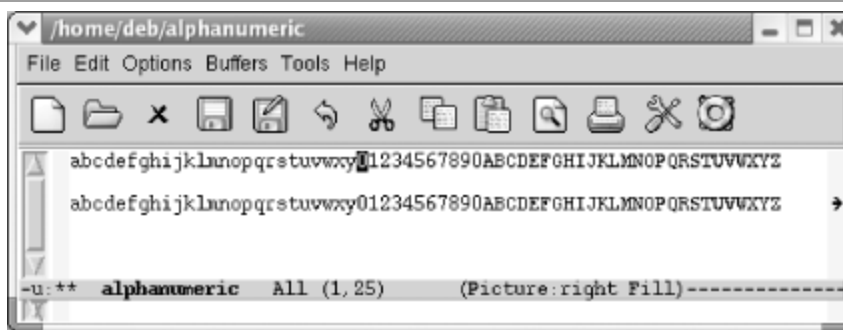 /home/deb/alphanumeric
File Edit Options Buffers Tools Help
abcdefghijklmnopqrstuvwxy01234567890ABCDEFGHIJKLMNOPQRSTUVWXYZ
abcdefghijklmnopqrstuvwxy01234567890ABCDEFGHIJKLMNOPQRSTUVWXYZ
-u:** alphanumeric All (1,25) (Picture:right Fill)--------------